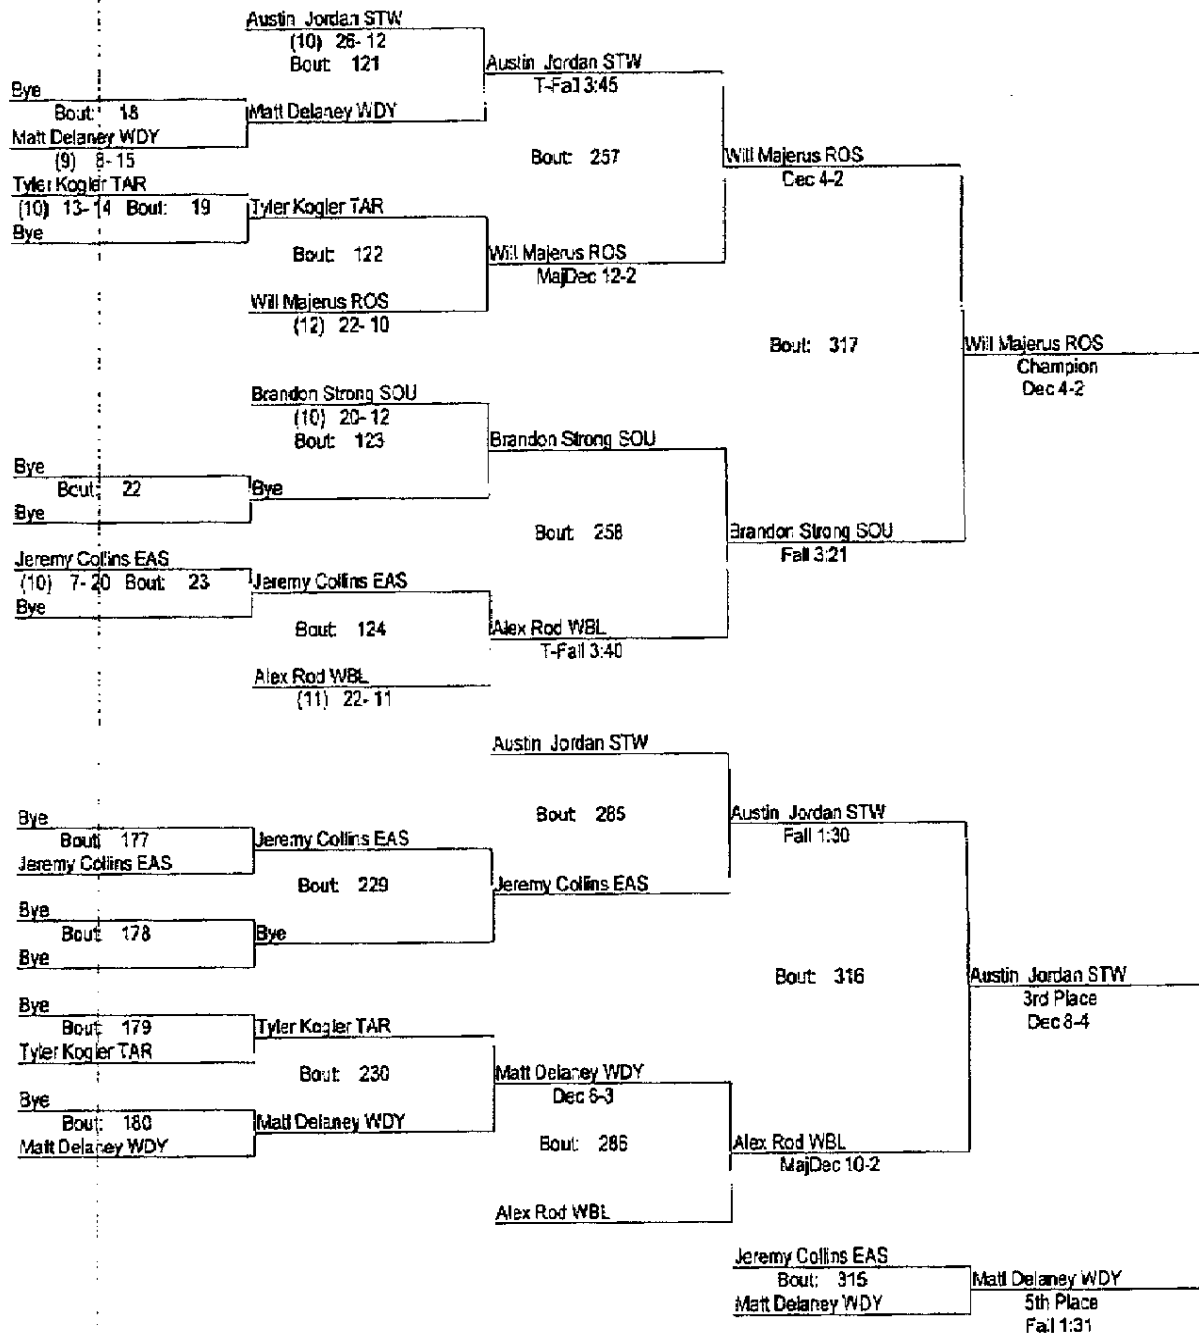 Austin Jordan STW
(10) 26-12
Bout: 121
Austin Jordan STW
T-Fall 3:45
Bye
Bout: 18
Matt Delaney WDY
Matt Delaney WDY
(9) 8-15
Bout: 257
Will Majerus ROS
Dec 4-2
Tyler Kogler TAR
(10) 13-14 Bout: 19
Tyler Kogler TAR
Bye
Bout: 122
Will Majerus ROS
MajDec 12-2
Will Majerus ROS
(12) 22-10
Bout: 317
Will Majerus ROS
Champion
Dec 4-2
Brandon Strong SOU
(10) 20-12
Bout: 123
Brandon Strong SOU
Bye
Bout: 22
Bye
Bye
Bout: 258
Brandon Strong SOU
Fall 3:21
Jeremy Collins EAS
(10) 7-20 Bout: 23
Jeremy Collins EAS
Bye
Bout: 124
Alex Rod WBL
T-Fall 3:40
Alex Rod WBL
(11) 22-11
Austin Jordan STW
Bout: 285
Austin Jordan STW
Fall 1:30
Bye
Bout: 177
Jeremy Collins EAS
Jeremy Collins EAS
Bout: 229
Jeremy Collins EAS
Bye
Bout: 178
Bye
Bye
Bout: 316
Austin Jordan STW
3rd Place
Dec 8-4
Bye
Bout: 179
Tyler Kogler TAR
Tyler Kogler TAR
Bout: 230
Matt Delaney WDY
Dec 6-3
Bye
Bout: 180
Matt Delaney WDY
Matt Delaney WDY
Bout: 286
Alex Rod WBL
MajDec 10-2
Alex Rod WBL
Jeremy Collins EAS
Bout: 315
Matt Delaney WDY
Matt Delaney WDY
5th Place
Fall 1:31